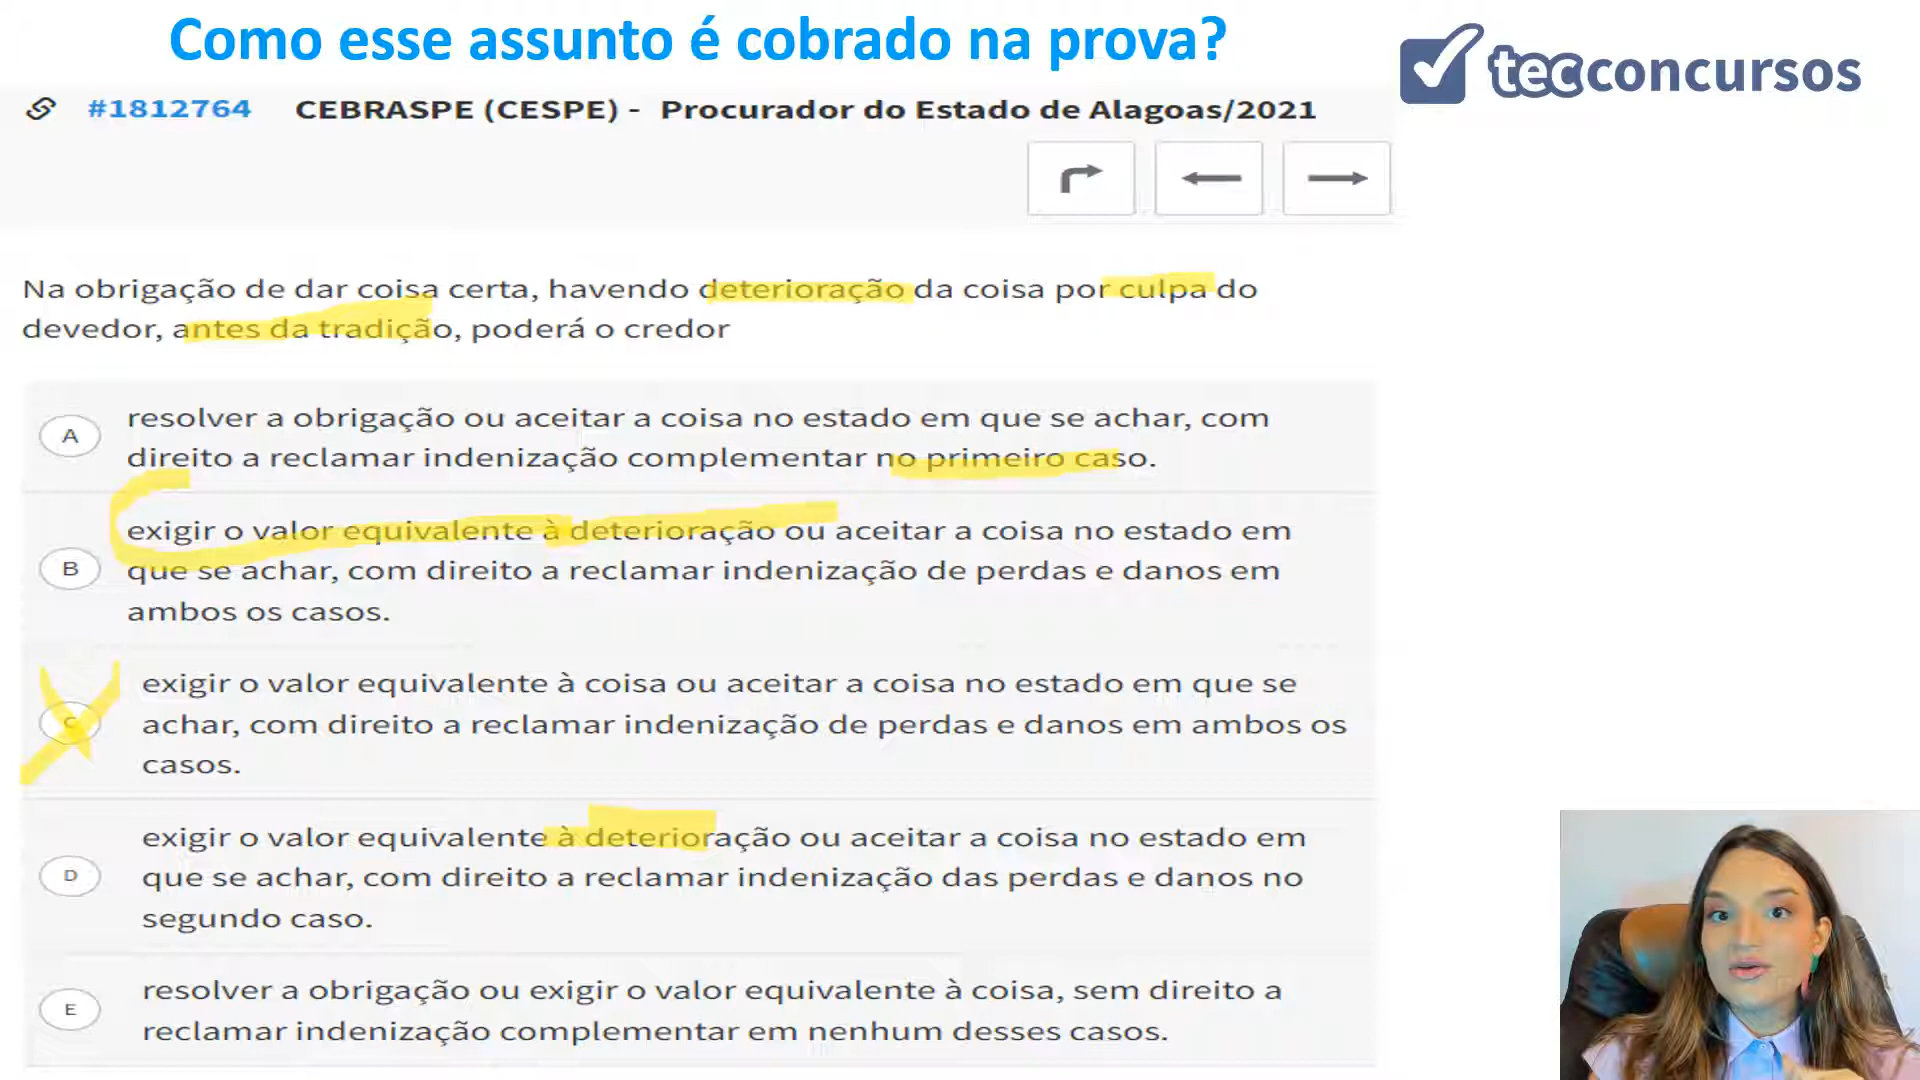 Como esse assunto é cobrado na prova?
tecconcursos
#1812764 CEBRASPE (CESPE) - Procurador do Estado de Alagoas/2021
Na obrigação de dar coisa certa, havendo deterioração da coisa por culpa do
devedor, antes da tradição, poderá o credor
A
resolver a obrigação ou aceitar a coisa no estado em que se achar, com
direito a reclamar indenização complementar no primeiro caso.
B
exigir o valor equivalente à deterioração ou aceitar a coisa no estado em
que se achar, com direito a reclamar indenização de perdas e danos em
ambos os casos.
C
exigir o valor equivalente à coisa ou aceitar a coisa no estado em que se
achar, com direito a reclamar indenização de perdas e danos em ambos os
casos.
D
exigir o valor equivalente à deterioração ou aceitar a coisa no estado em
que se achar, com direito a reclamar indenização das perdas e danos no
segundo caso.
E
resolver a obrigação ou exigir o valor equivalente à coisa, sem direito a
reclamar indenização complementar em nenhum desses casos.